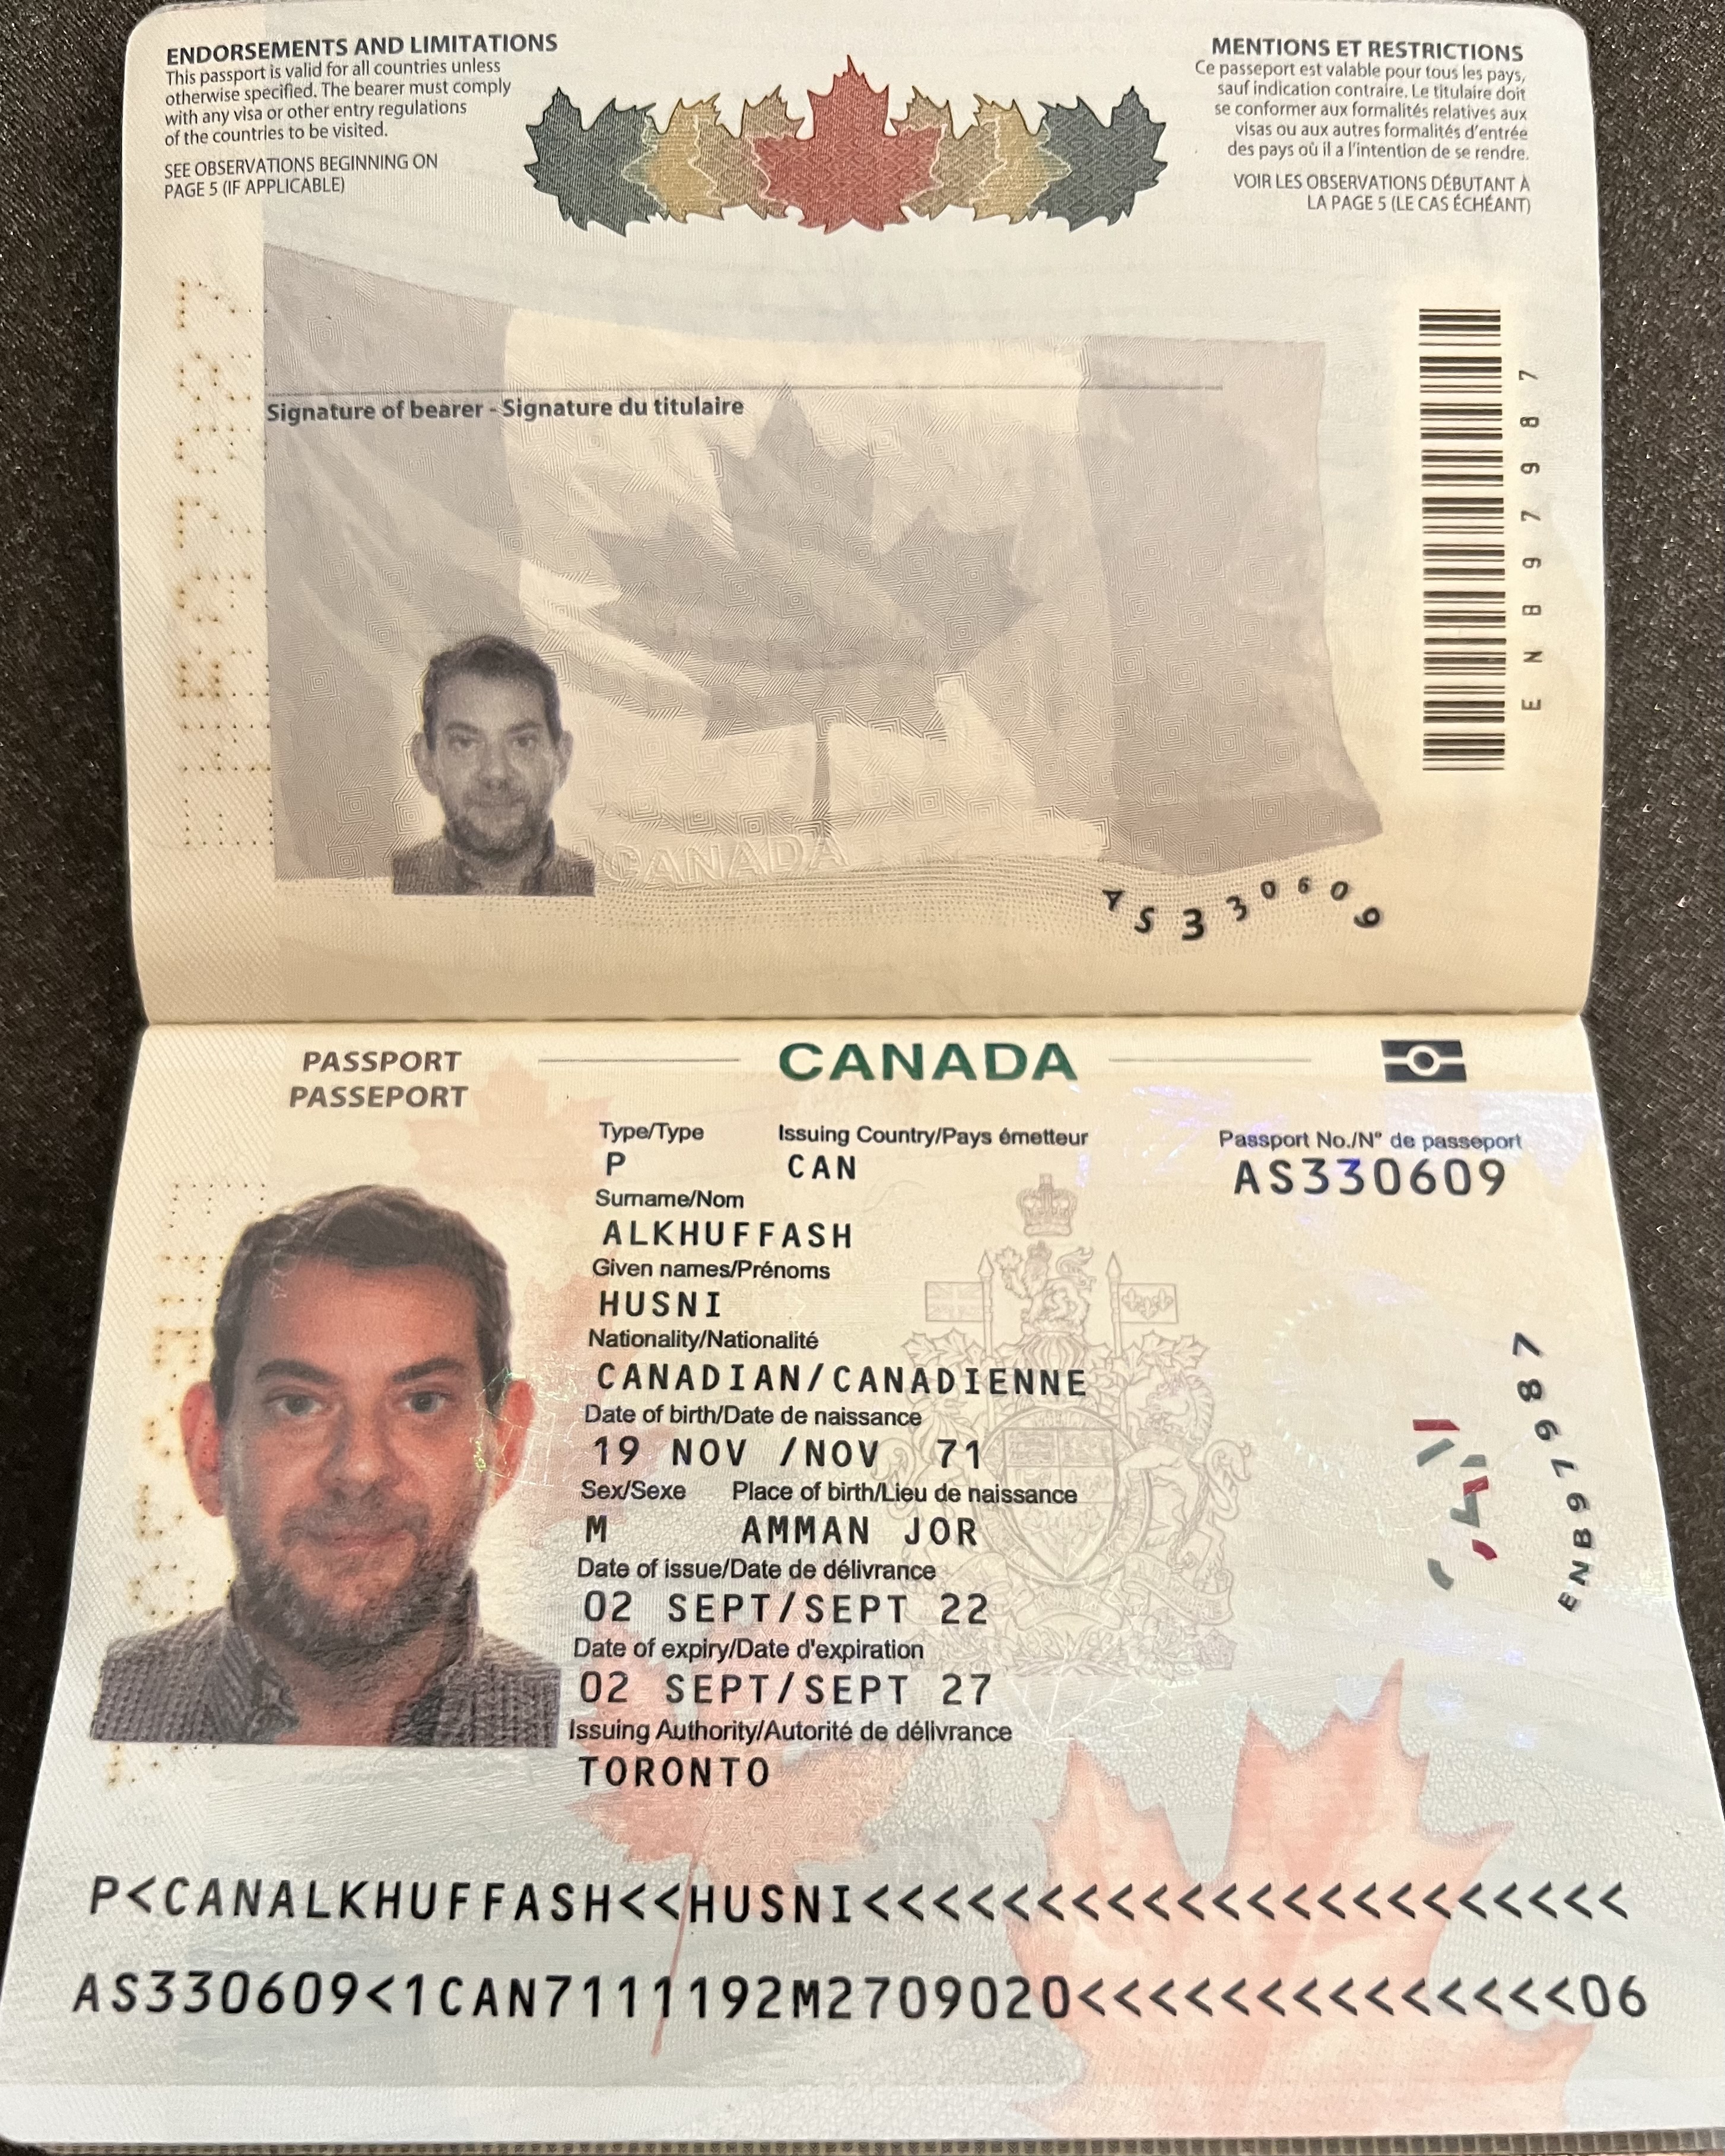 ENDORSEMENTS AND LIMITATIONS
This passport is valid for all countries unless
otherwise specified. The bearer must comply
with any visa or other entry regulations
of the countries to be visited.
SEE OBSERVATIONS BEGINNING ON
PAGE 5 (IF APPLICABLE)
MENTIONS ET RESTRICTIONS
Ce passeport est valable pour tous les pays,
sauf indication contraire. Le titulaire doit
se conformer aux formalités relatives aux
visas ou aux autres formalités d'entrée
des pays où il a l'intention de se rendre.
VOIR LES OBSERVATIONS DÉBUTANT À
LA PAGE 5 (LE CAS ÉCHÉANT)
Signature of bearer - Signature du titulaire
ENB97987
CANADA
AS330609
PASSPORT
PASSEPORT
CANADA
Type/Type Issuing Country/Pays émetteur Passport No./N° de passeport
P CAN AS330609
Surname/Nom
ALKHUFFASH
Given names/Prénoms
HUSNI
Nationality/Nationalité
CANADIAN/CANADIENNE
Date of birth/Date de naissance
19 NOV /NOV 71
Sex/Sexe Place of birth/Lieu de naissance
M AMMAN JOR
Date of issue/Date de délivrance
02 SEPT/SEPT 22
Date of expiry/Date d'expiration
02 SEPT/SEPT 27
Issuing Authority/Autorité de délivrance
TORONTO
ENB97987
P<CANALKHUFFASH<<HUSNI<<<<<<<<<<<<<<<<<<<<<<
AS330609<1CAN7111192M2709020<<<<<<<<<<<<<<06